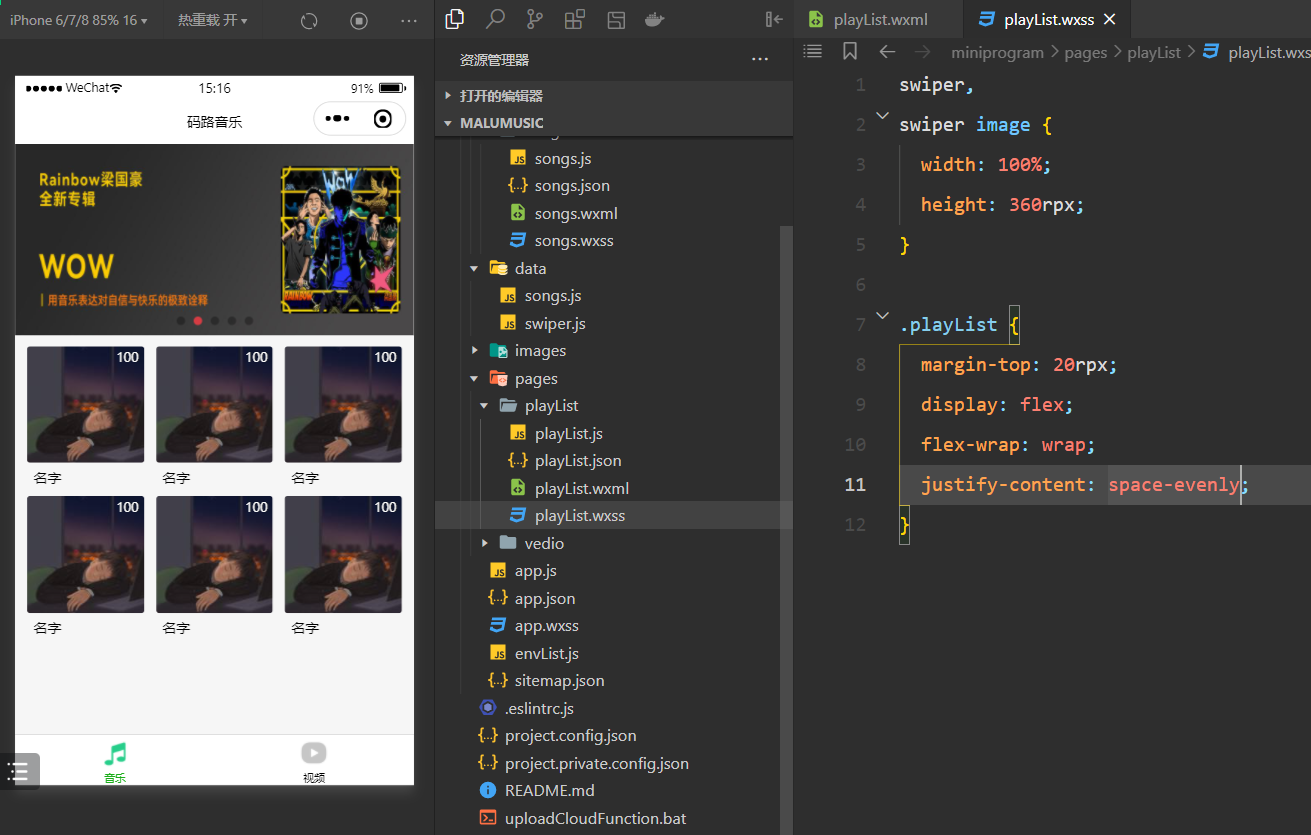 iPhone 6/7/8 85% 16
热重载 开
WeChat
15:16
91%
码路音乐
Rainbow梁国豪
全新专辑
WOW
用音乐表达对自信与快乐的极致诠释
WOW
RAINBOW
100
100
100
名字
名字
名字
100
100
100
名字
名字
名字
音乐
视频
资源管理器
打开的编辑器
MALUMUSIC
songs.js
songs.json
songs.wxml
songs.wxss
data
songs.js
swiper.js
images
pages
playList
playList.js
playList.json
playList.wxml
playList.wxss
vedio
app.js
app.json
app.wxss
envList.js
sitemap.json
.eslintrc.js
project.config.json
project.private.config.json
README.md
uploadCloudFunction.bat
playList.wxml
playList.wxss
miniprogram > pages > playList > playList.wxs
1 swiper,
2 swiper image {
3 width: 100%;
4 height: 360rpx;
5 }
6
7 .playList {
8 margin-top: 20rpx;
9 display: flex;
10 flex-wrap: wrap;
11 justify-content: space-evenly;
12 }